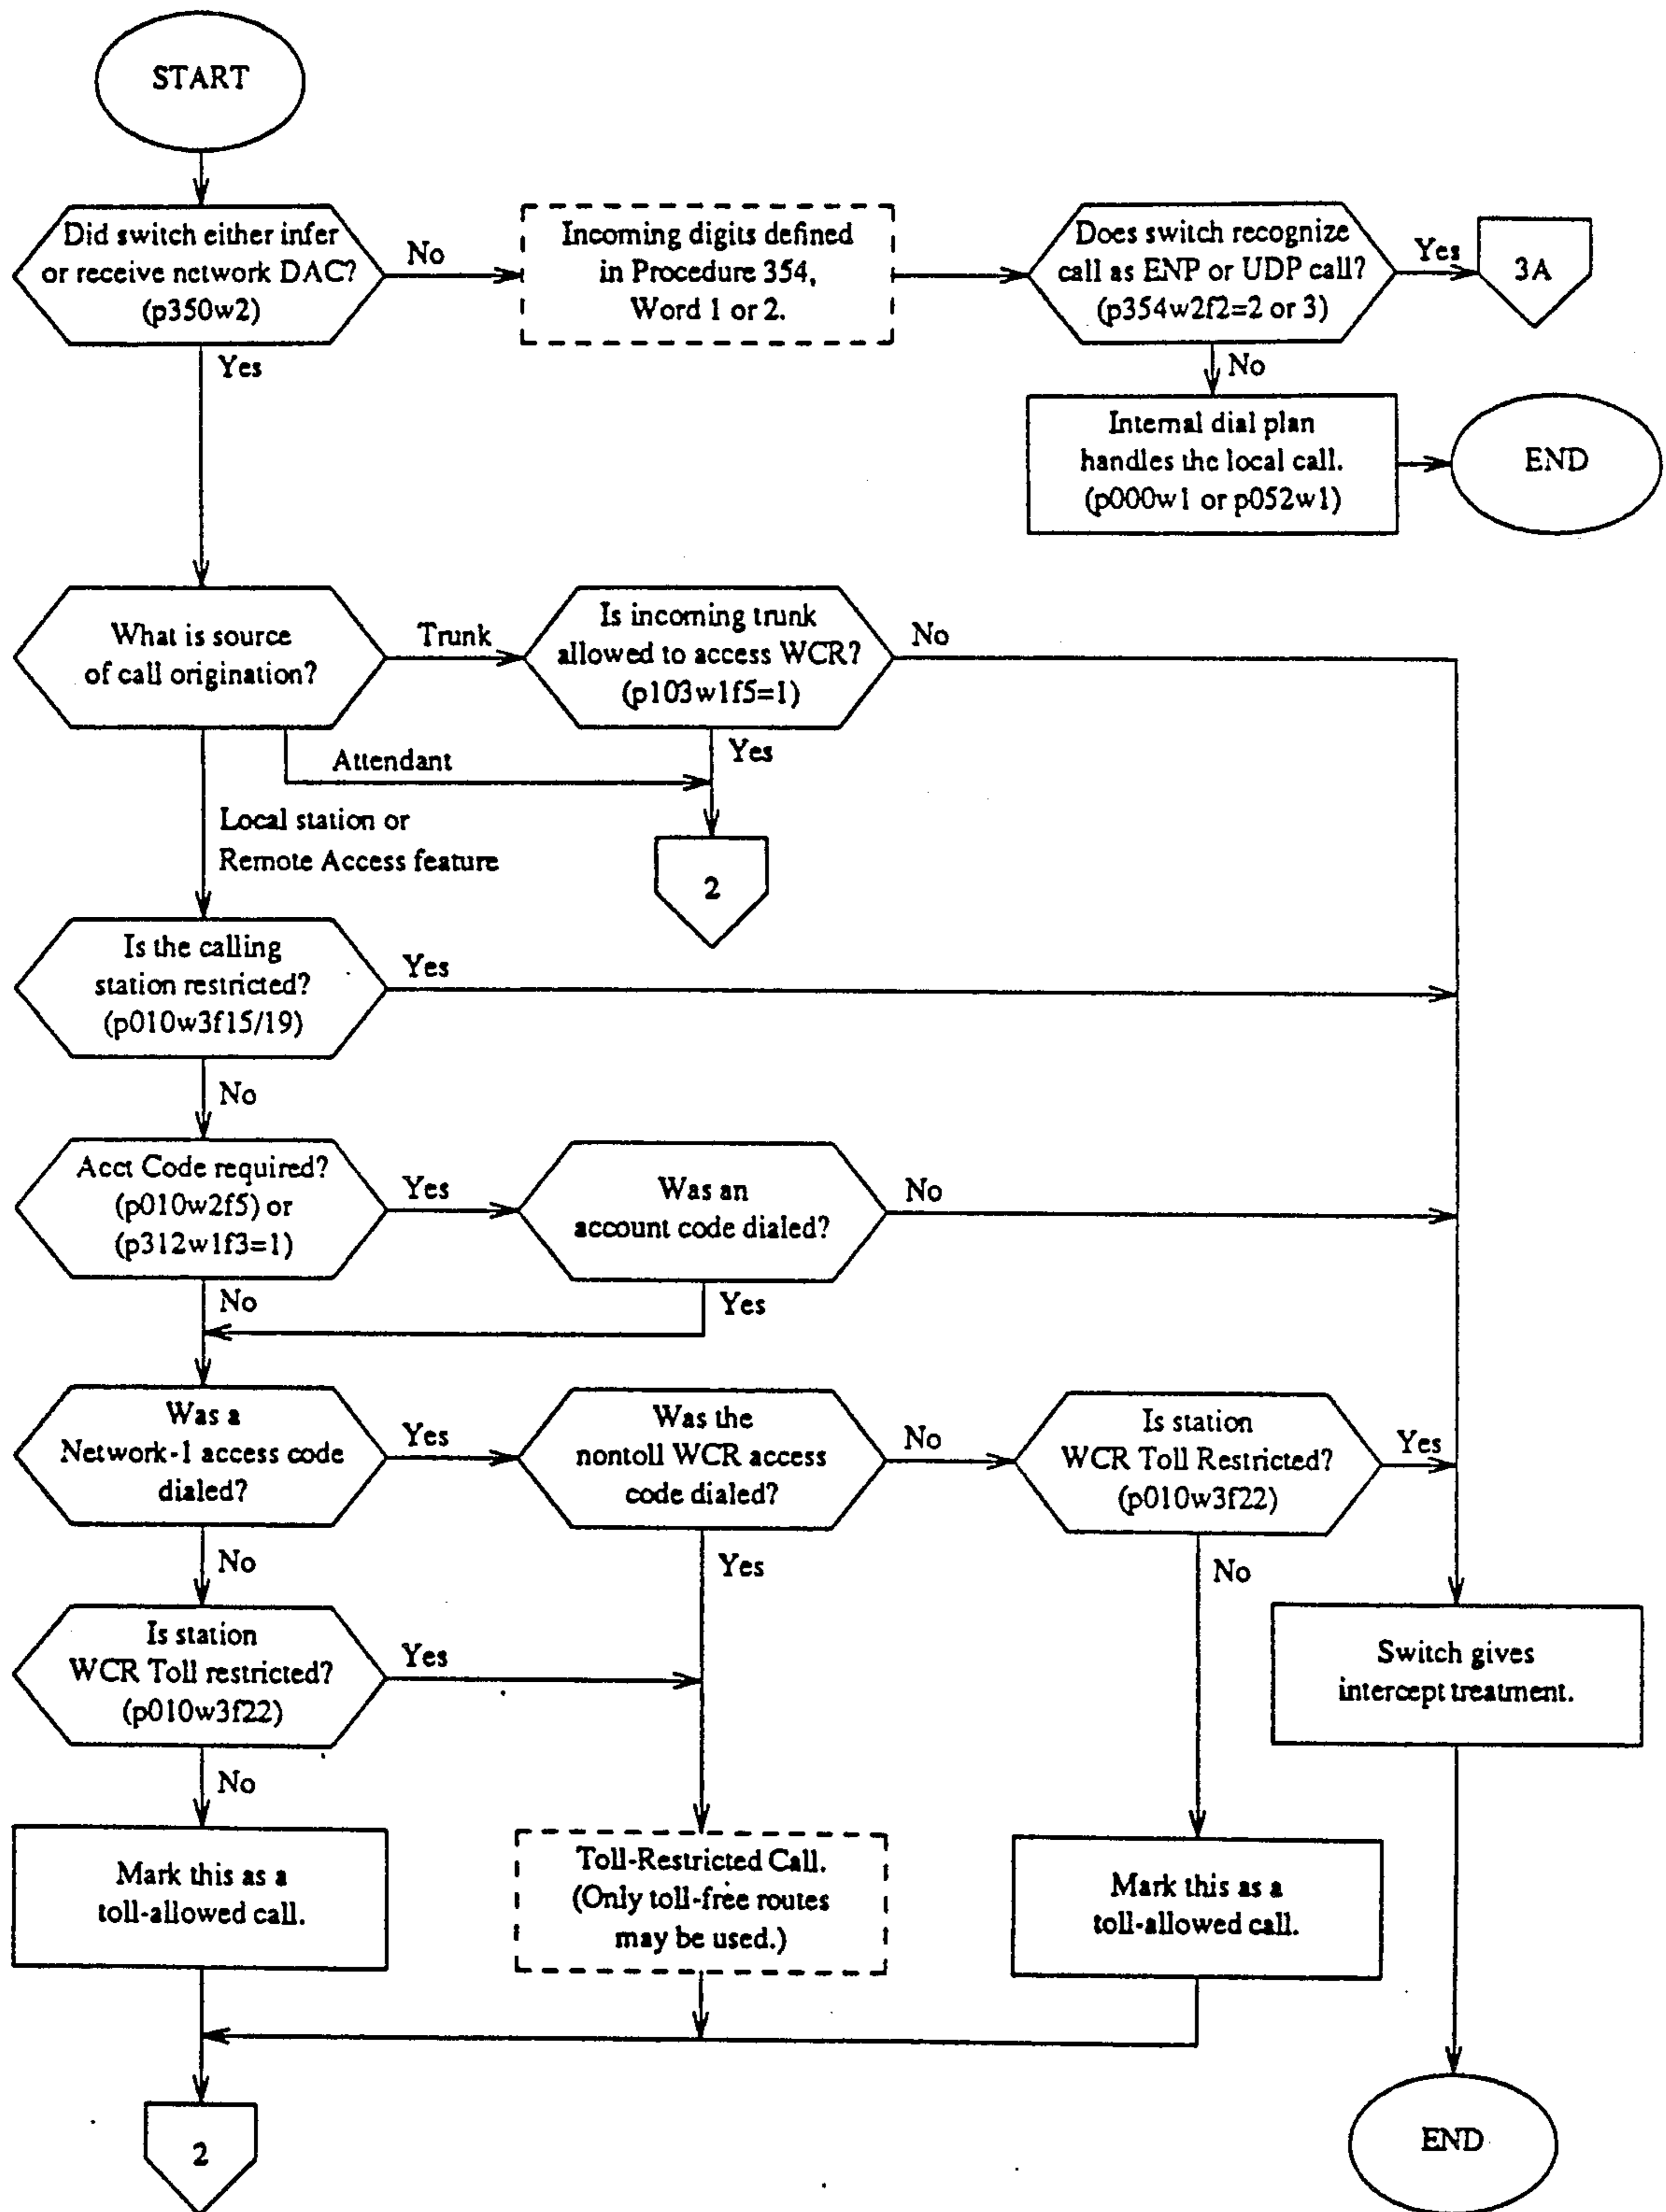 START
Did switch either infer
or receive network DAC?
(p350w2)
No
Incoming digits defined
in Procedure 354,
Word 1 or 2.
Does switch recognize
call as ENP or UDP call?
(p354w2f2=2 or 3)
Yes
3A
Yes
No
Internal dial plan
handles the local call.
(p000w1 or p052w1)
END
What is source
of call origination?
Trunk
Is incoming trunk
allowed to access WCR?
(p103w1f5=1)
No
Attendant
Yes
Local station or
Remote Access feature
2
Is the calling
station restricted?
(p010w3f15/19)
Yes
No
Acct Code required?
(p010w2f5) or
(p312w1f3=1)
Yes
Was an
account code dialed?
No
No
Yes
Was a
Network-1 access code
dialed?
Yes
Was the
nontoll WCR access
code dialed?
No
Is station
WCR Toll Restricted?
(p010w3f22)
Yes
No
Yes
No
Is station
WCR Toll restricted?
(p010w3f22)
Yes
Switch gives
intercept treatment.
No
Mark this as a
toll-allowed call.
Toll-Restricted Call.
(Only toll-free routes
may be used.)
Mark this as a
toll-allowed call.
2
END